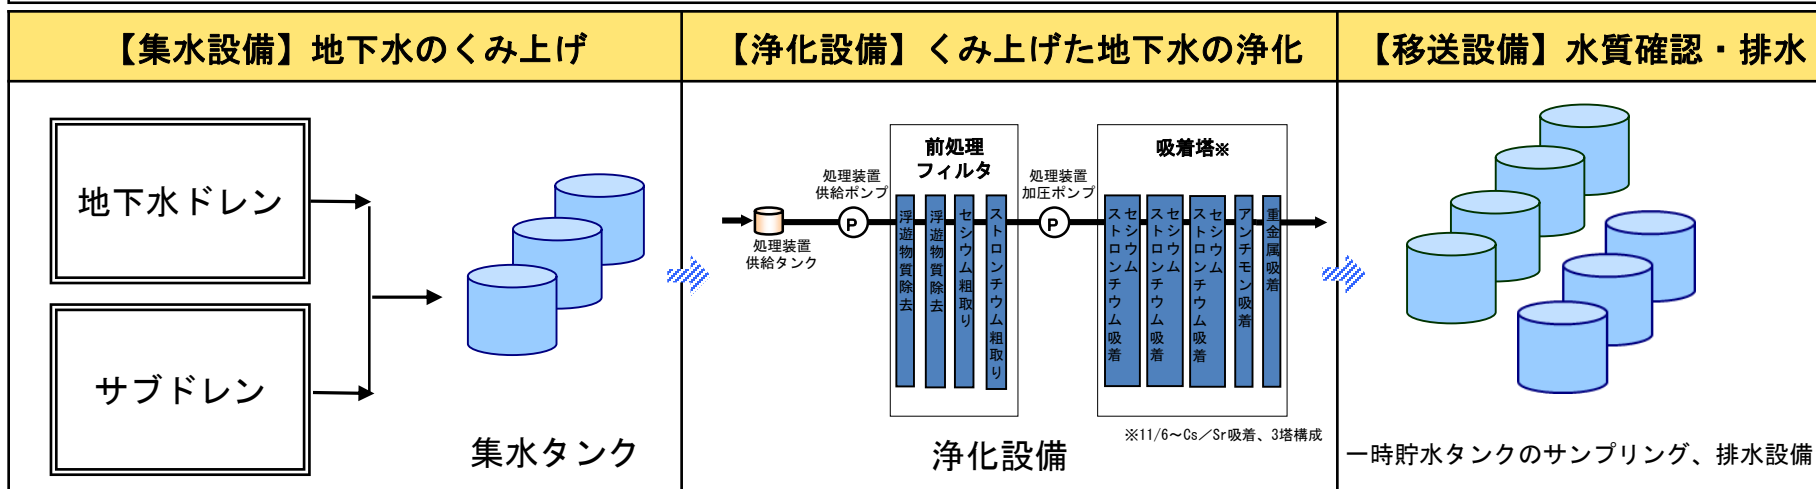 【集水設備】地下水のくみ上げ
【浄化設備】くみ上げた地下水の浄化
【移送設備】水質確認・排水
地下水ドレン
サブドレン
集水タンク
処理装置
供給タンク
処理装置
供給ポンプ
P
前処理
フィルタ
浮遊物質除去
浮遊物質除去
セシウム粗取り
ストロンチウム粗取り
処理装置
加圧ポンプ
P
吸着塔※
セシウム
ストロンチウム吸着
セシウム
ストロンチウム吸着
セシウム
ストロンチウム吸着
アンチモン吸着
重金属吸着
※11/6～Cs／Sr吸着、3塔構成
浄化設備
一時貯水タンクのサンプリング、排水設備